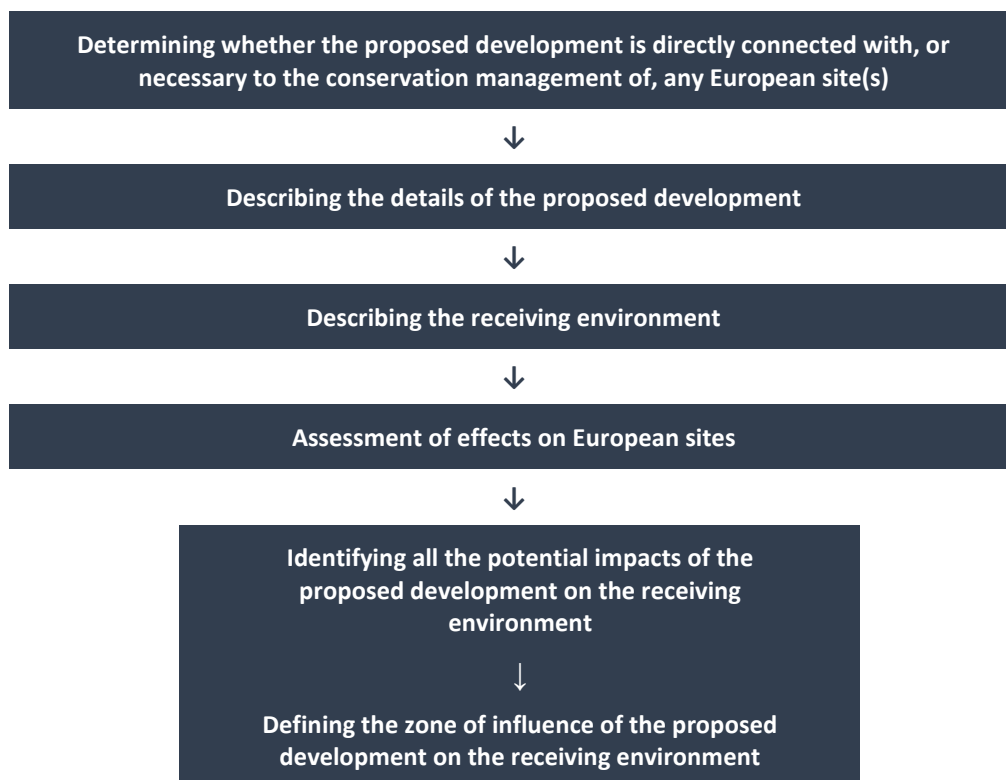 Determining whether the proposed development is directly connected with, or
necessary to the conservation management of, any European site(s)
↓
Describing the details of the proposed development
↓
Describing the receiving environment
↓
Assessment of effects on European sites
↓
Identifying all the potential impacts of the
proposed development on the receiving
environment
↓
Defining the zone of influence of the proposed
development on the receiving environment